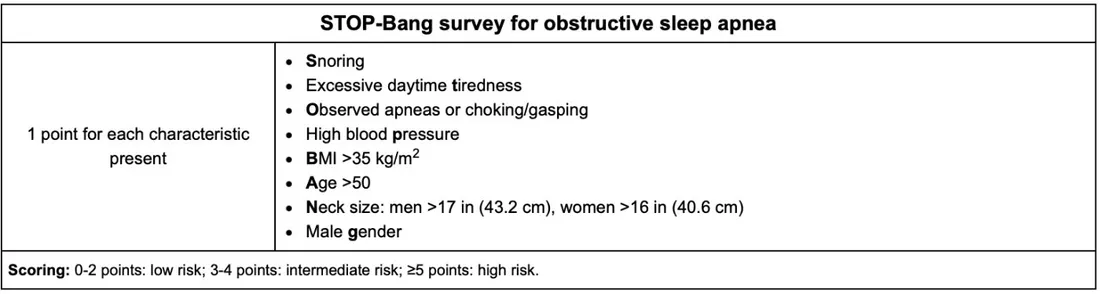 STOP-Bang survey for obstructive sleep apnea
1 point for each characteristic
present
• Snoring
• Excessive daytime tiredness
• Observed apneas or choking/gasping
• High blood pressure
• BMI >35 kg/m²
• Age >50
• Neck size: men >17 in (43.2 cm), women >16 in (40.6 cm)
• Male gender
Scoring: 0-2 points: low risk; 3-4 points: intermediate risk; ≥5 points: high risk.